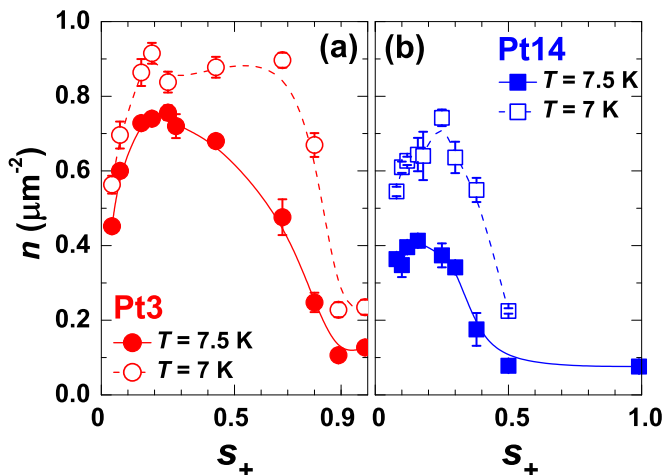 1.0
0.8
0.6
0.4
0.2
0.0
n (μm⁻²)
(a)
Pt3
T = 7.5 K
T = 7 K
0
0.5
0.9
s₊
(b)
Pt14
T = 7.5 K
T = 7 K
0.0
0.5
1.0
s₊